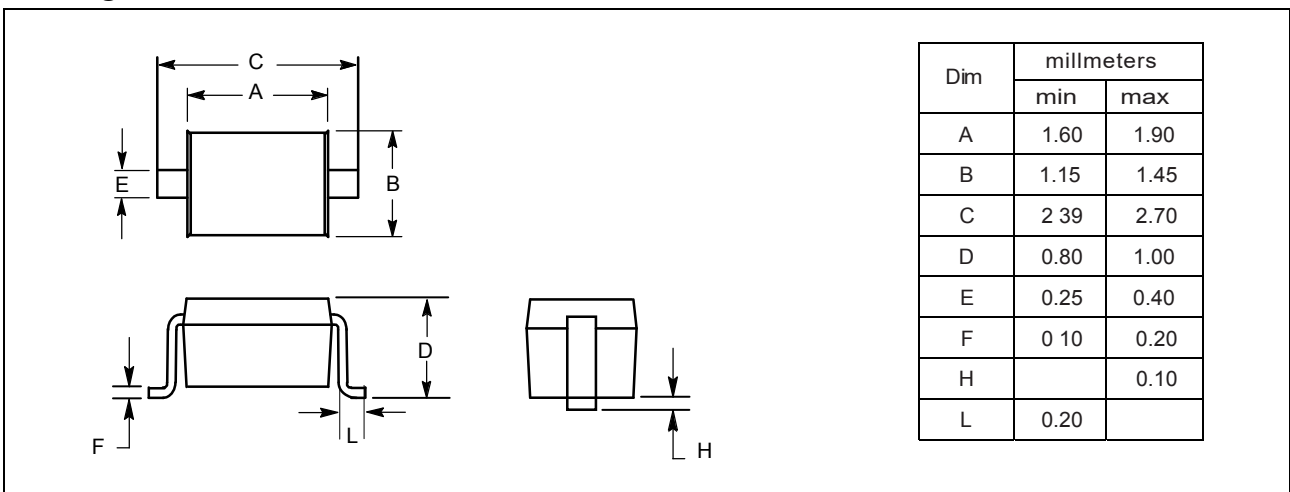 C
A
E
B
D
F
L
H
Dim millmeters
min max
A 1.60 1.90
B 1.15 1.45
C 2 39 2.70
D 0.80 1.00
E 0.25 0.40
F 0 10 0.20
H 0.10
L 0.20